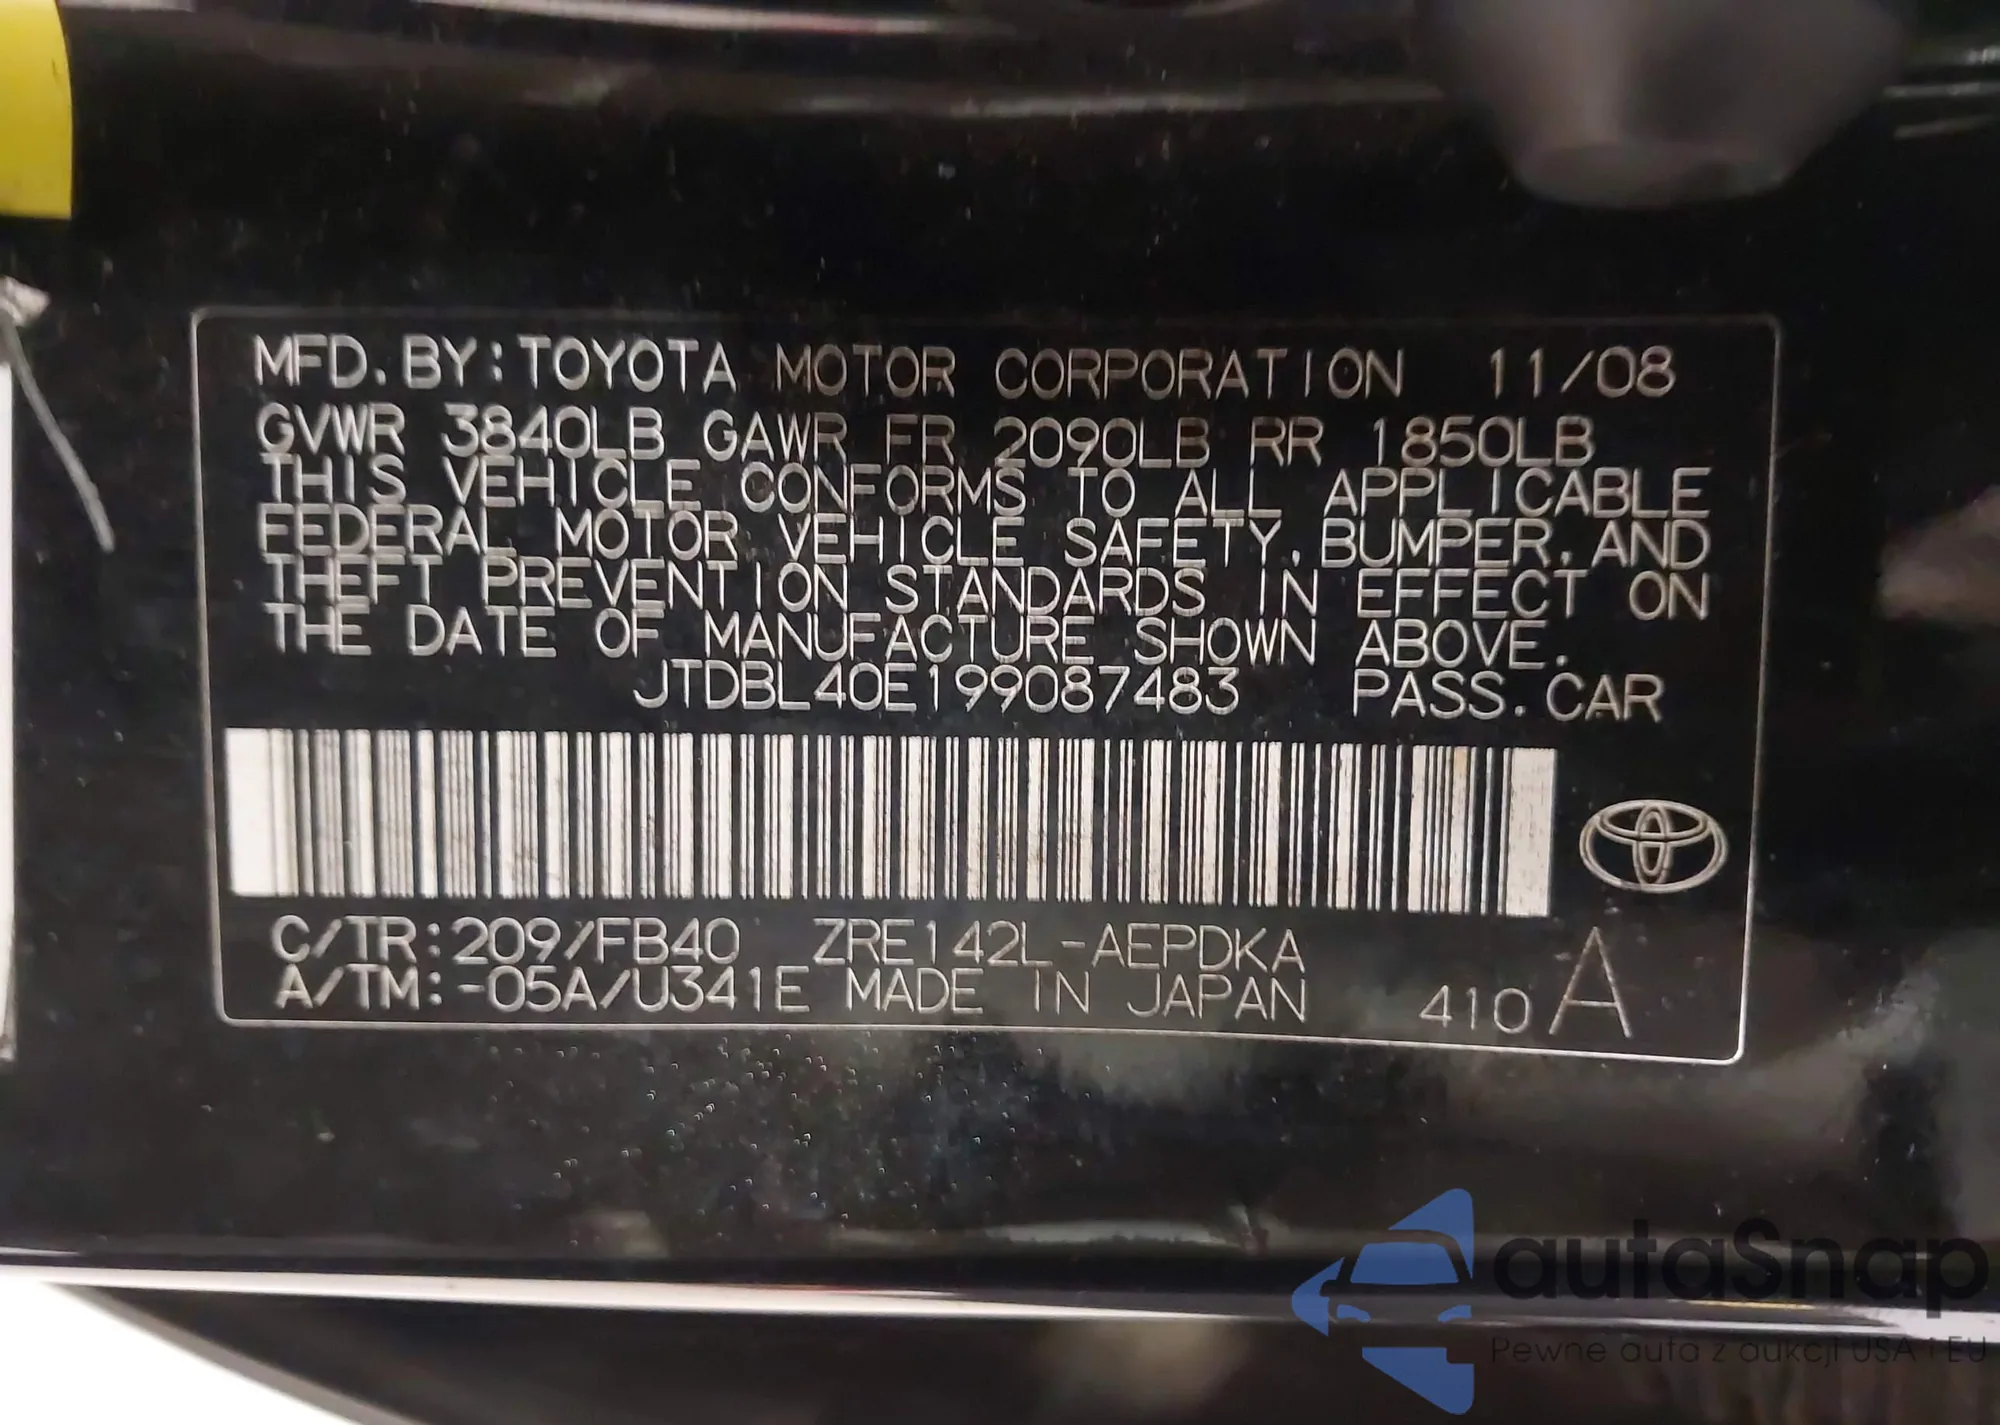 MFD. BY: TOYOTA MOTOR CORPORATION 11/08
GVWR 3840LB GAWR FR 2090LB RR 1850LB
THIS VEHICLE CONFORMS TO ALL APPLICABLE
FEDERAL MOTOR VEHICLE SAFETY, BUMPER, AND
THEFT PREVENTION STANDARDS IN EFFECT ON
THE DATE OF MANUFACTURE SHOWN ABOVE.
JTDBL40E199087483 PASS. CAR
C/TR: 209/FB40 ZRE142L-AEPDKA
A/TM: -05A/U341E MADE IN JAPAN 410 A
autoSnap
Pewne auta z aukcji USA i EU